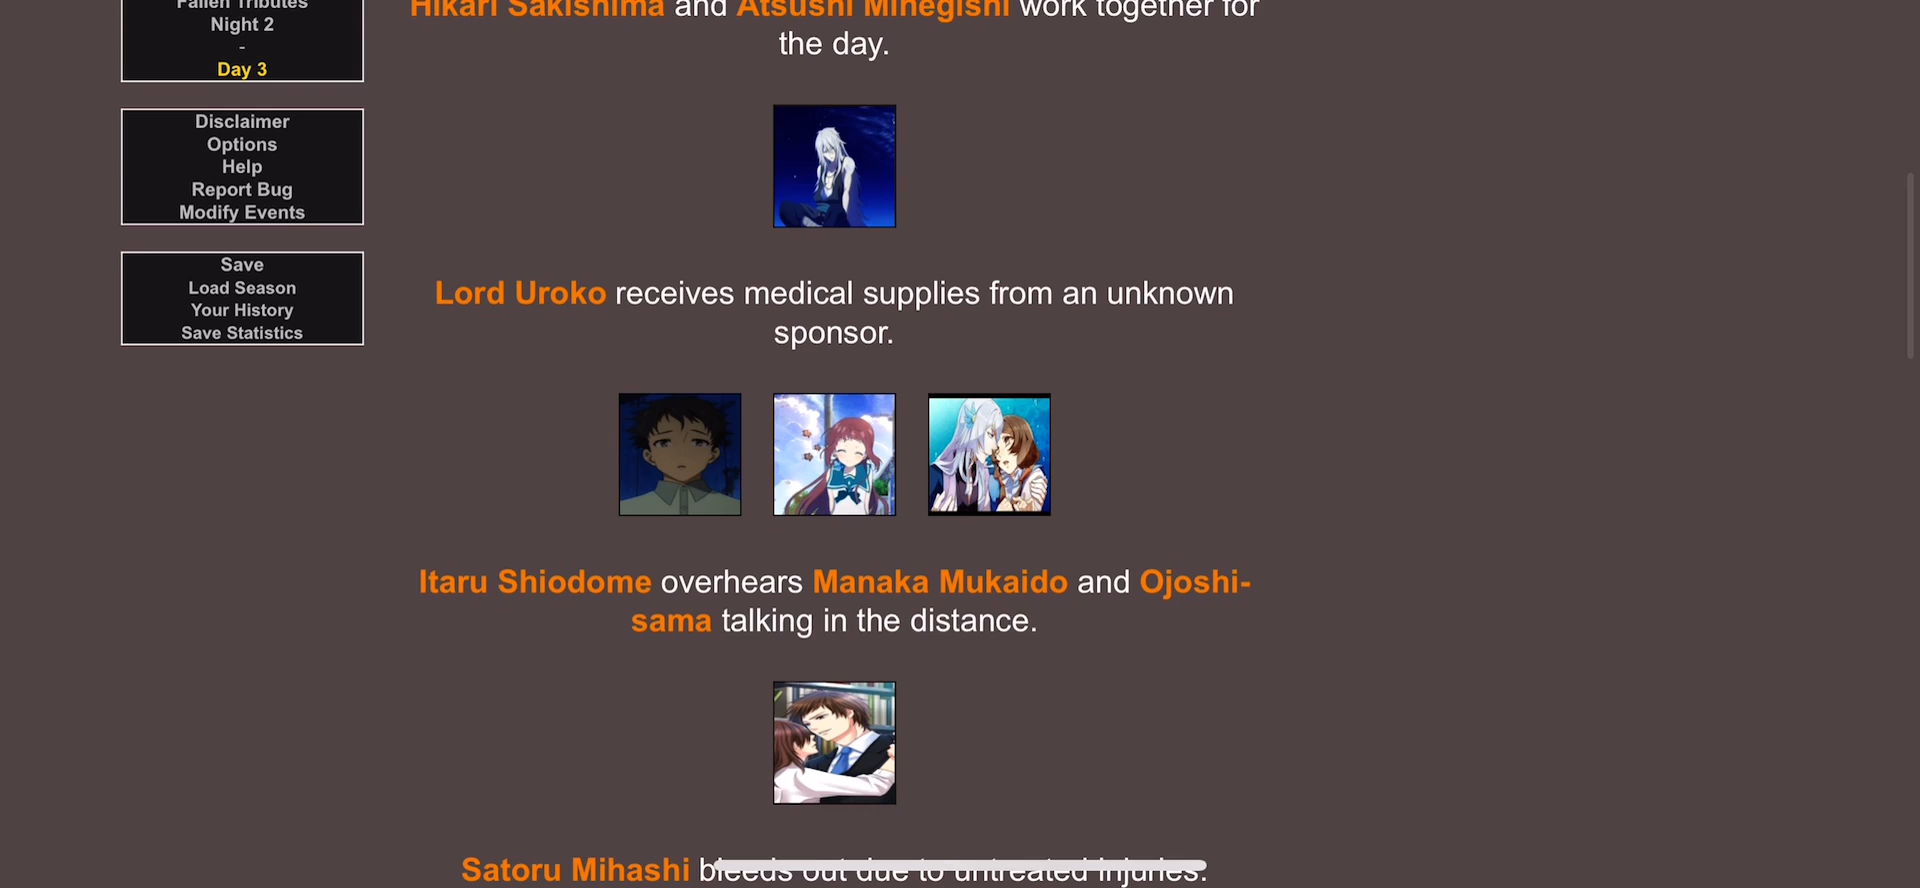 Fallen Tributes
Night 2
-
Day 3
Disclaimer
Options
Help
Report Bug
Modify Events
Save
Load Season
Your History
Save Statistics
Hikari Sakishima and Atsushi Minegishi work together for
the day.
Lord Uroko receives medical supplies from an unknown
sponsor.
Itaru Shiodome overhears Manaka Mukaido and Ojoshi-
sama talking in the distance.
Satoru Mihashi bleeds out due to untreated injuries.